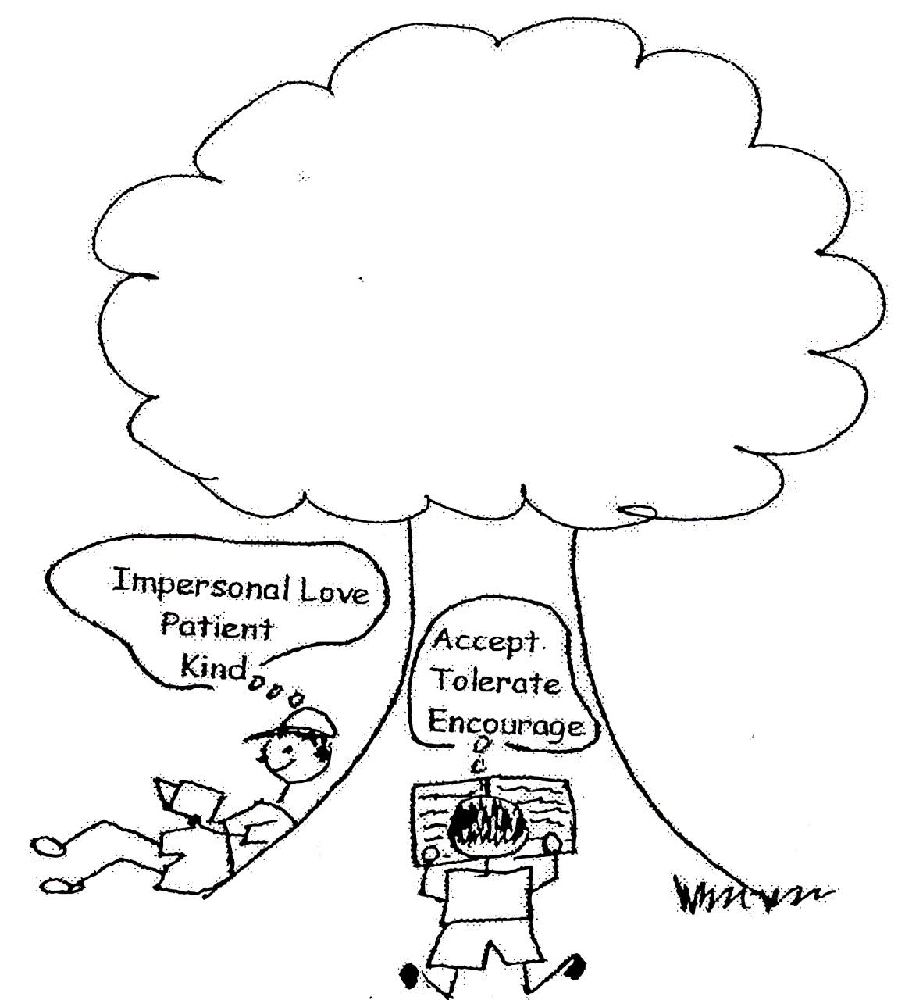 Impersonal Love
Patient
Kind
Accept
Tolerate
Encourage